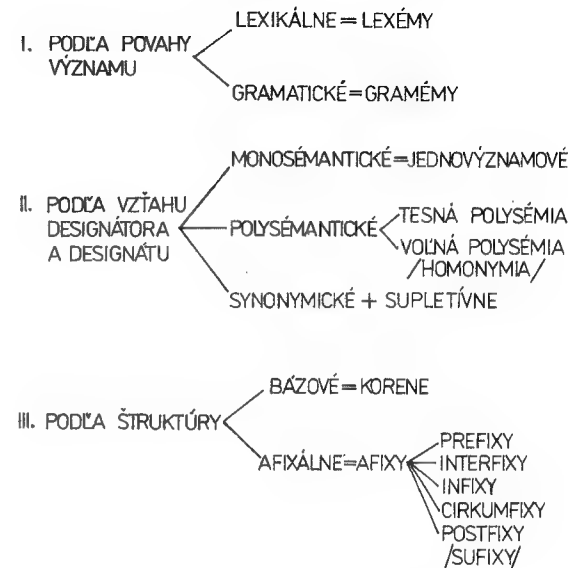 LEXIKÁLNE = LEXÉMY
I. PODĽA POVAHY
VÝZNAMU
GRAMATICKÉ=GRAMÉMY
MONOSÉMANTICKÉ=JEDNOVÝZNAMOVÉ
II. PODĽA VZŤAHU
DESIGNÁTORA
A DESIGNÁTU
POLYSÉMANTICKÉ
TESNÁ POLYSÉMIA
VOĽNÁ POLYSÉMIA
/HOMONYMIA/
SYNONYMICKÉ + SUPLETÍVNE
BÁZOVÉ=KORENE
III. PODĽA ŠTRUKTÚRY
AFIXÁLNE=AFIXY
PREFIXY
INTERFIXY
INFIXY
CIRKUMFIXY
POSTFIXY
/SUFIXY/